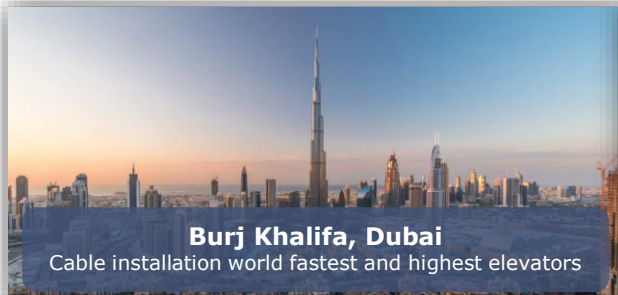 Burj Khalifa, Dubai
Cable installation world fastest and highest elevators